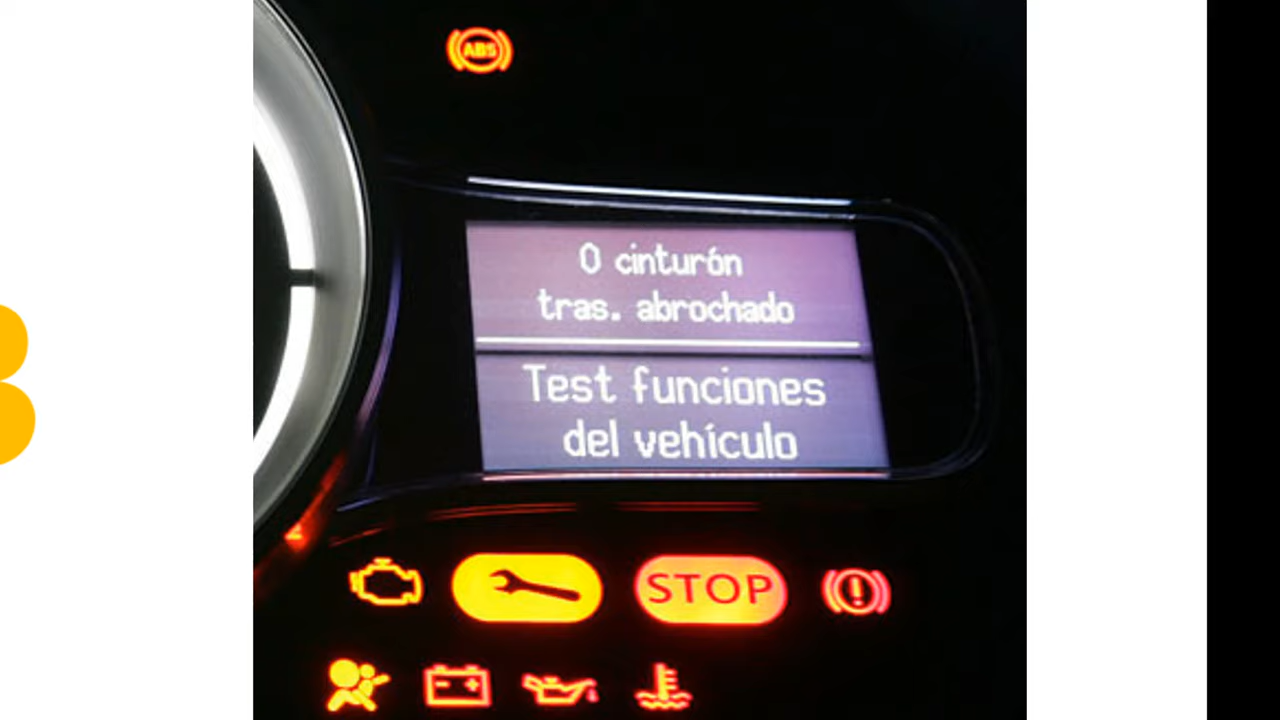 ABS
0 cinturón
tras. abrochado
Test funciones
del vehículo
STOP